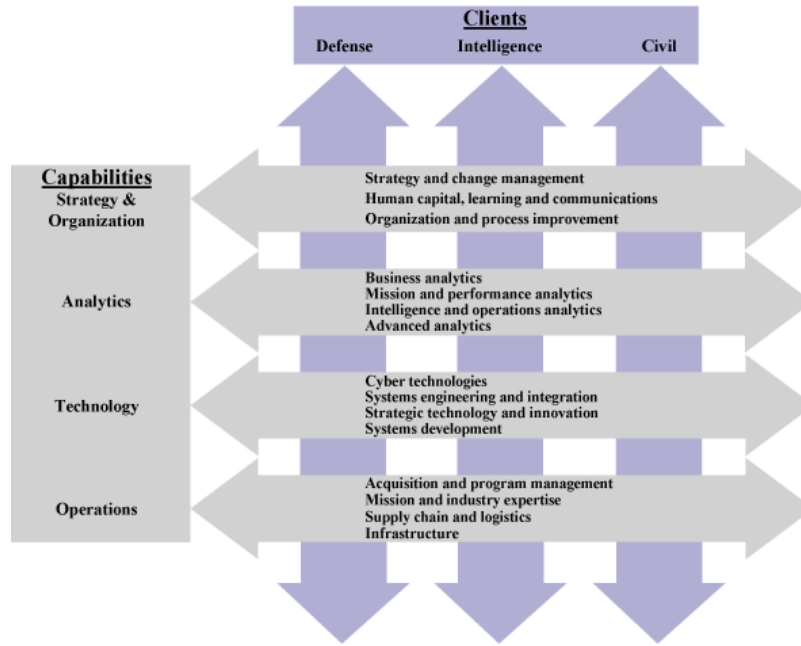 Clients
Defense Intelligence Civil
Capabilities
Strategy &
Organization
Strategy and change management
Human capital, learning and communications
Organization and process improvement
Analytics
Business analytics
Mission and performance analytics
Intelligence and operations analytics
Advanced analytics
Technology
Cyber technologies
Systems engineering and integration
Strategic technology and innovation
Systems development
Operations
Acquisition and program management
Mission and industry expertise
Supply chain and logistics
Infrastructure